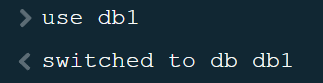 > use db1
< switched to db db1